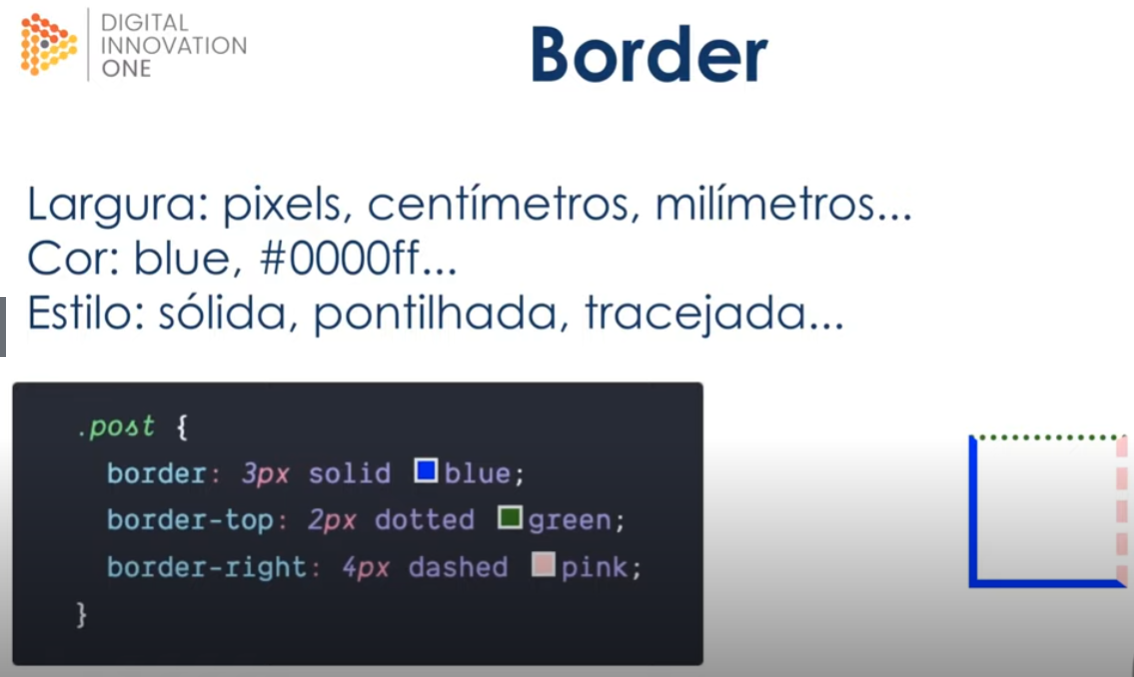 DIGITAL
INNOVATION
ONE
Border
Largura: pixels, centímetros, milímetros...
Cor: blue, #0000ff...
Estilo: sólida, pontilhada, tracejada...
.post {
border: 3px solid blue;
border-top: 2px dotted green;
border-right: 4px dashed pink;
}